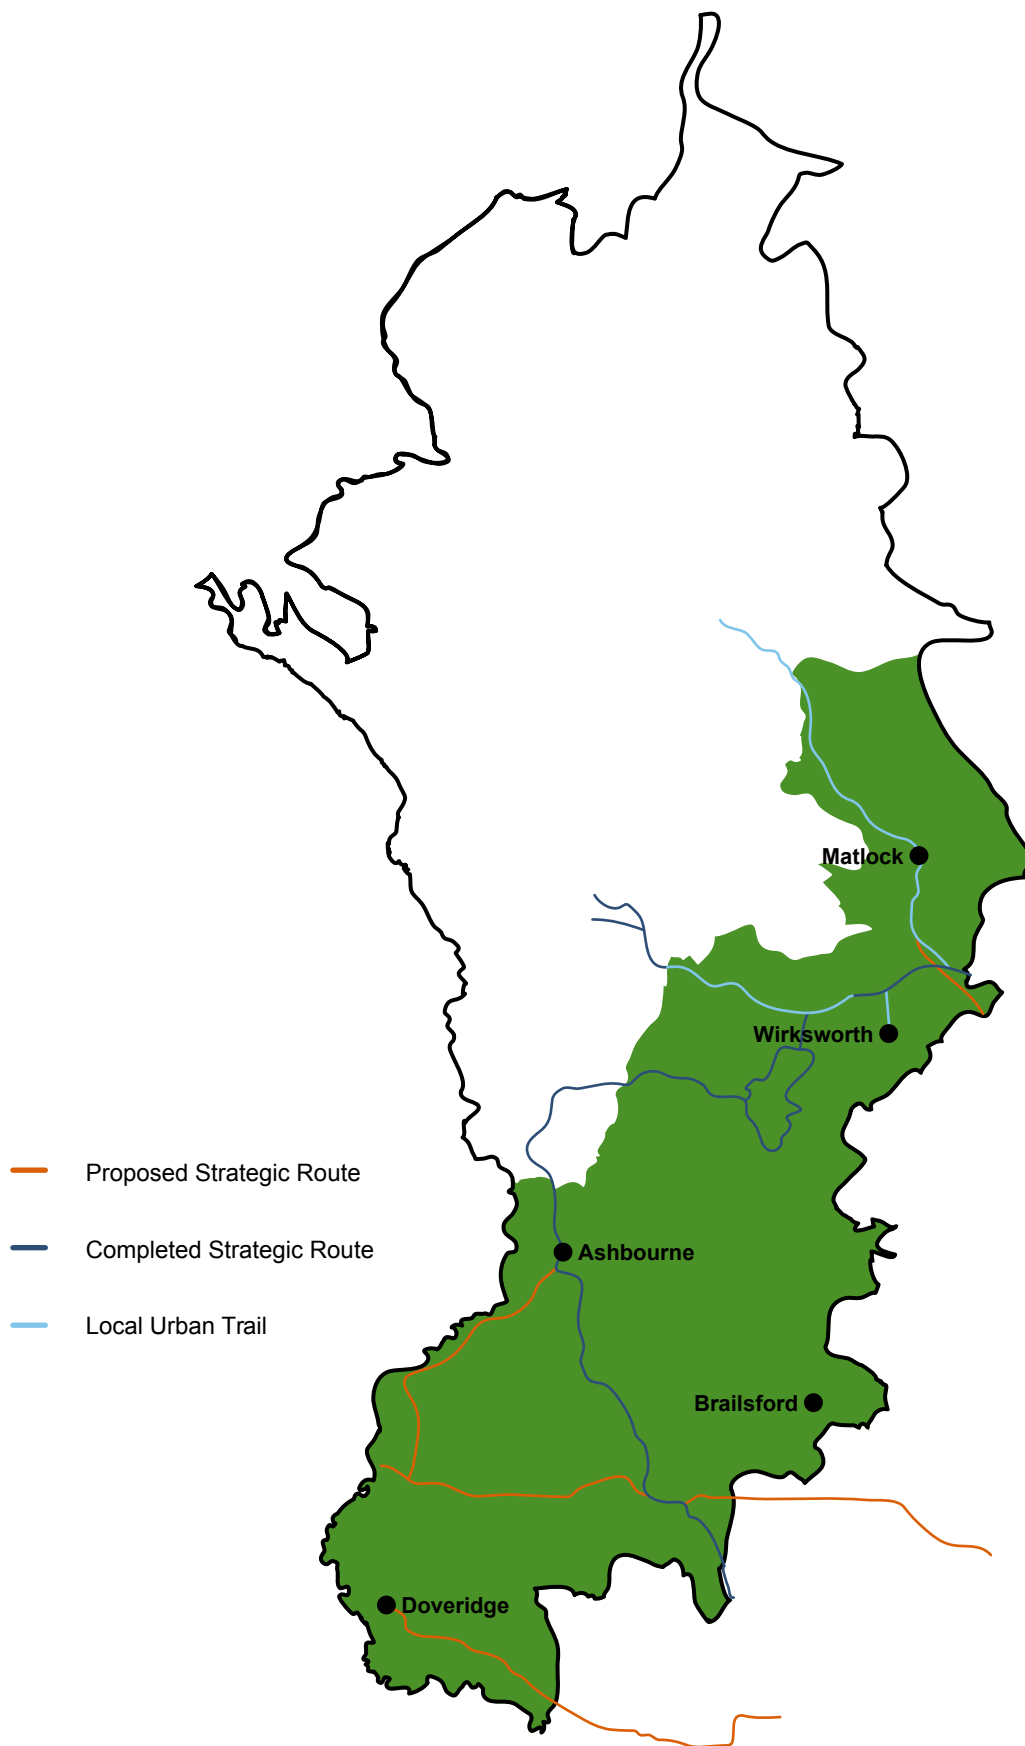 Matlock
Wirksworth
Proposed Strategic Route
Completed Strategic Route
Ashbourne
Local Urban Trail
Brailsford
Doveridge